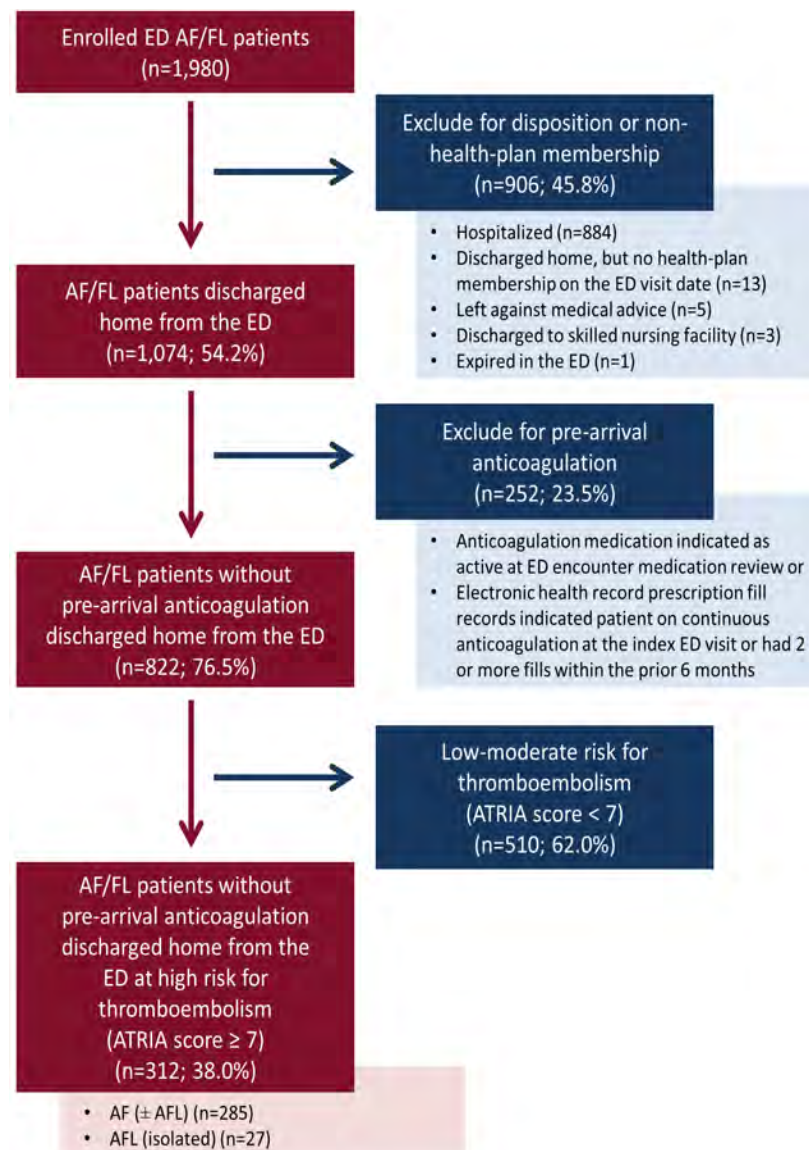 Enrolled ED AF/FL patients
(n=1,980)
Exclude for disposition or non-
health-plan membership
(n=906; 45.8%)
• Hospitalized (n=884)
• Discharged home, but no health-plan
membership on the ED visit date (n=13)
• Left against medical advice (n=5)
• Discharged to skilled nursing facility (n=3)
• Expired in the ED (n=1)
AF/FL patients discharged
home from the ED
(n=1,074; 54.2%)
Exclude for pre-arrival
anticoagulation
(n=252; 23.5%)
• Anticoagulation medication indicated as
active at ED encounter medication review or
• Electronic health record prescription fill
records indicated patient on continuous
anticoagulation at the index ED visit or had 2
or more fills within the prior 6 months
AF/FL patients without
pre-arrival anticoagulation
discharged home from the ED
(n=822; 76.5%)
Low-moderate risk for
thromboembolism
(ATRIA score < 7)
(n=510; 62.0%)
AF/FL patients without
pre-arrival anticoagulation
discharged home from the
ED at high risk for
thromboembolism
(ATRIA score ≥ 7)
(n=312; 38.0%)
• AF (± AFL) (n=285)
• AFL (isolated) (n=27)